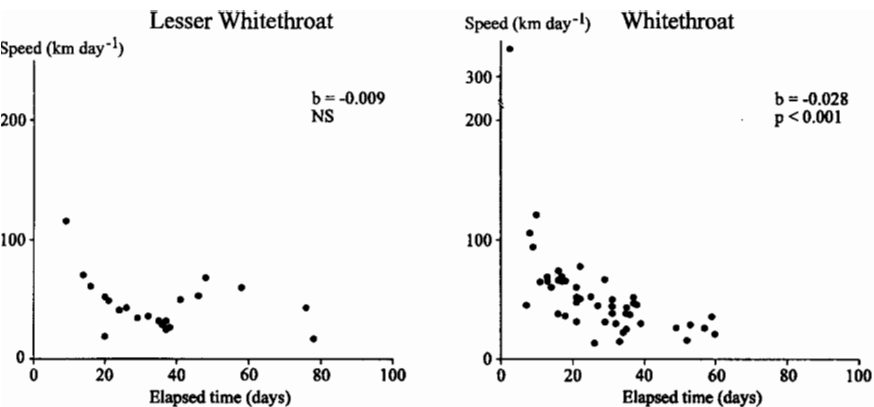 Lesser Whitethroat
Speed (km day-1)
b = -0.009
NS
200
100
0
0 20 40 60 80 100
Elapsed time (days)
Whitethroat
Speed (km day-1)
300
b = -0.028
p < 0.001
200
100
0
0 20 40 60 80 100
Elapsed time (days)